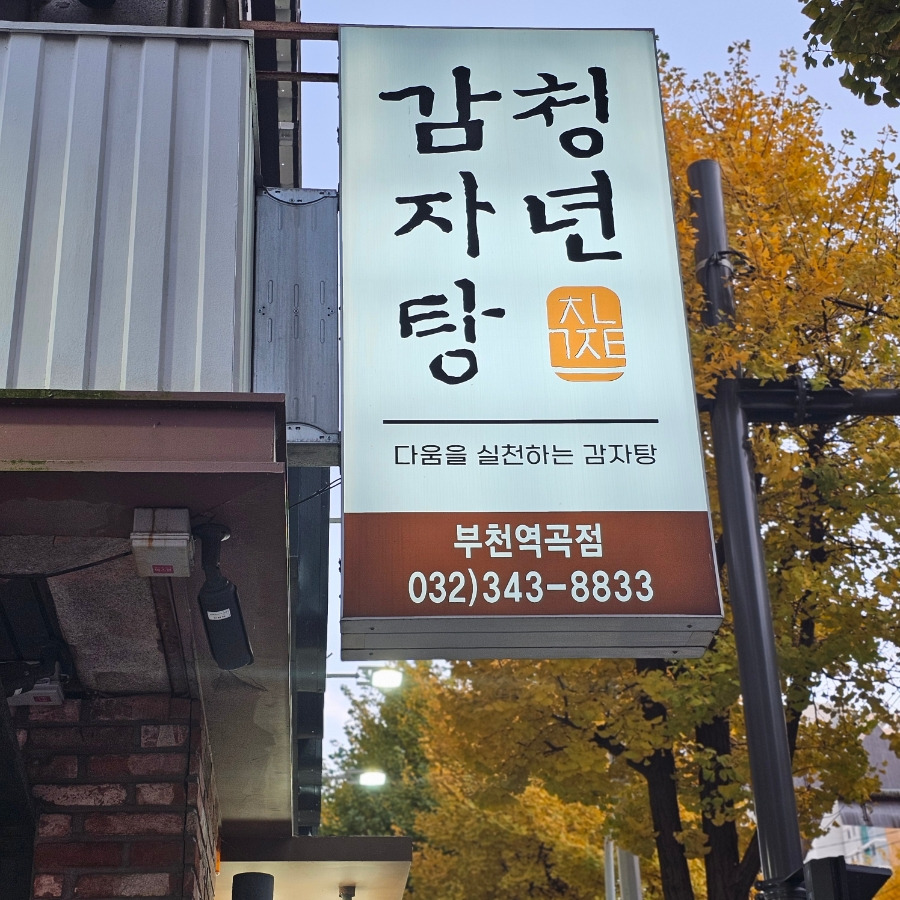 청년
감자탕
다움을 실천하는 감자탕
부천역곡점
032)343-8833